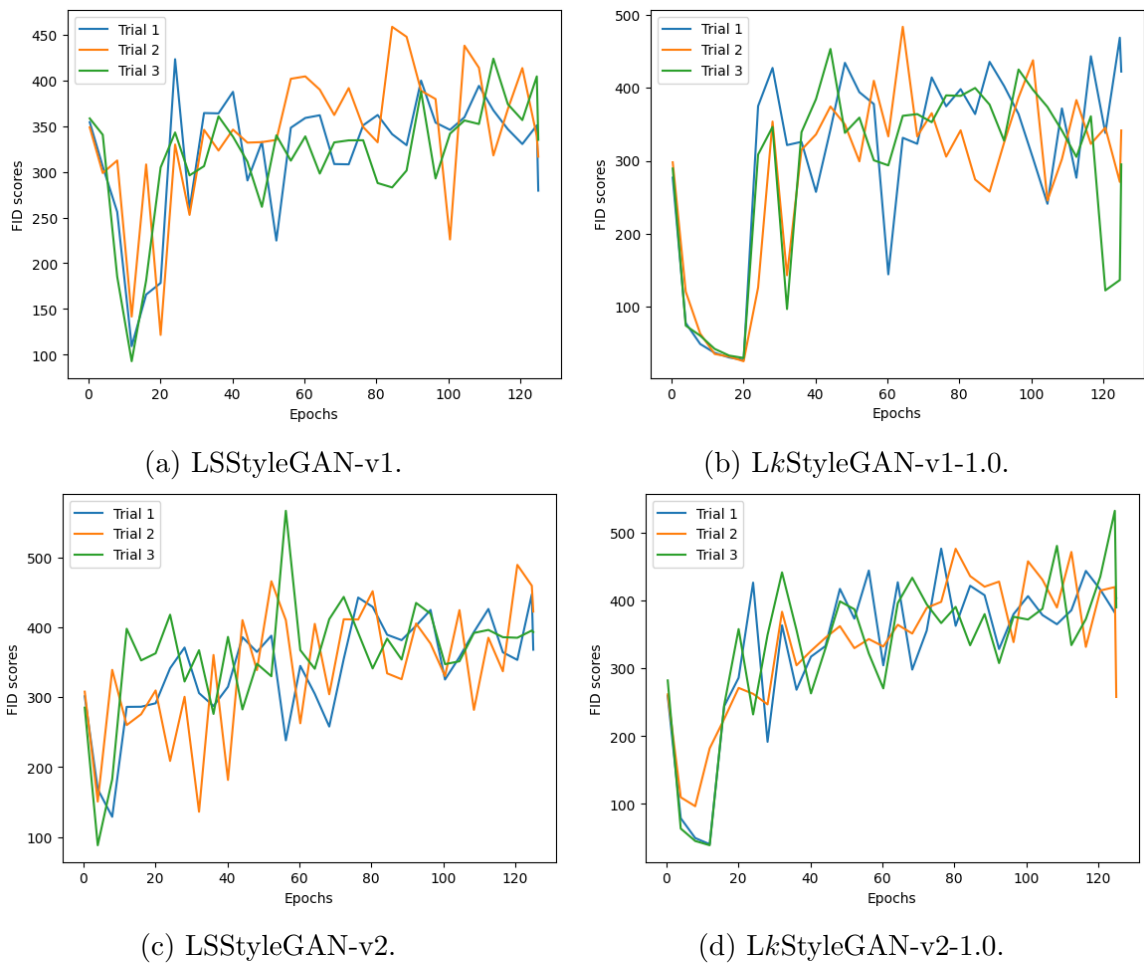 Trial 1
Trial 2
Trial 3
FID scores
450
400
350
300
250
200
150
100
0 20 40 60 80 100 120
Epochs
(a) LSStyleGAN-v1.
Trial 1
Trial 2
Trial 3
FID scores
500
400
300
200
100
0 20 40 60 80 100 120
Epochs
(b) LkStyleGAN-v1-1.0.
Trial 1
Trial 2
Trial 3
FID scores
500
400
300
200
100
0 20 40 60 80 100 120
Epochs
(c) LSStyleGAN-v2.
Trial 1
Trial 2
Trial 3
FID scores
500
400
300
200
100
0 20 40 60 80 100 120
Epochs
(d) LkStyleGAN-v2-1.0.